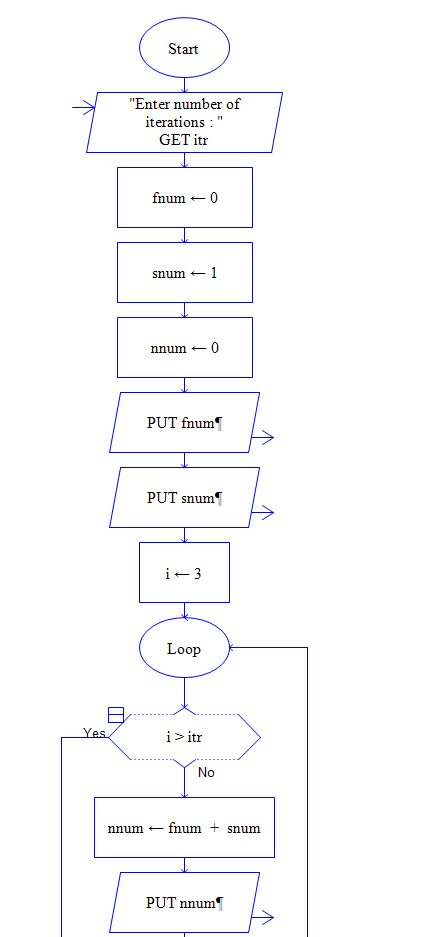 Start
"Enter number of
iterations : "
GET itr
fnum ← 0
snum ← 1
nnum ← 0
PUT fnum¶
PUT snum¶
i ← 3
Loop
Yes
i > itr
No
nnum ← fnum + snum
PUT nnum¶